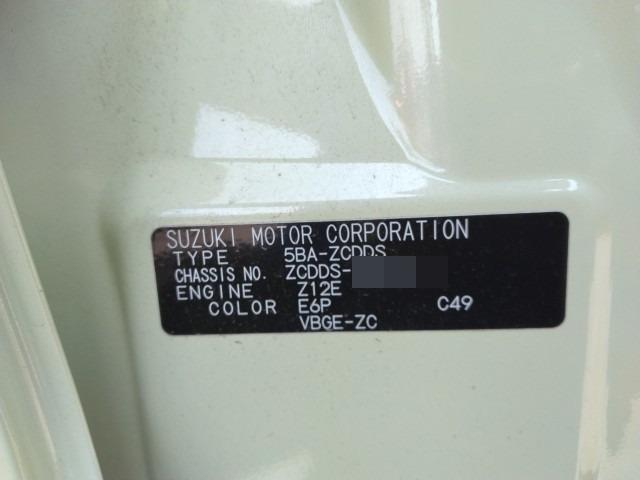 SUZUKI MOTOR CORPORATION
TYPE 5BA-ZCDDS
CHASSIS NO. ZCDDS-
ENGINE Z12E
COLOR E6P C49
VBGE-ZC